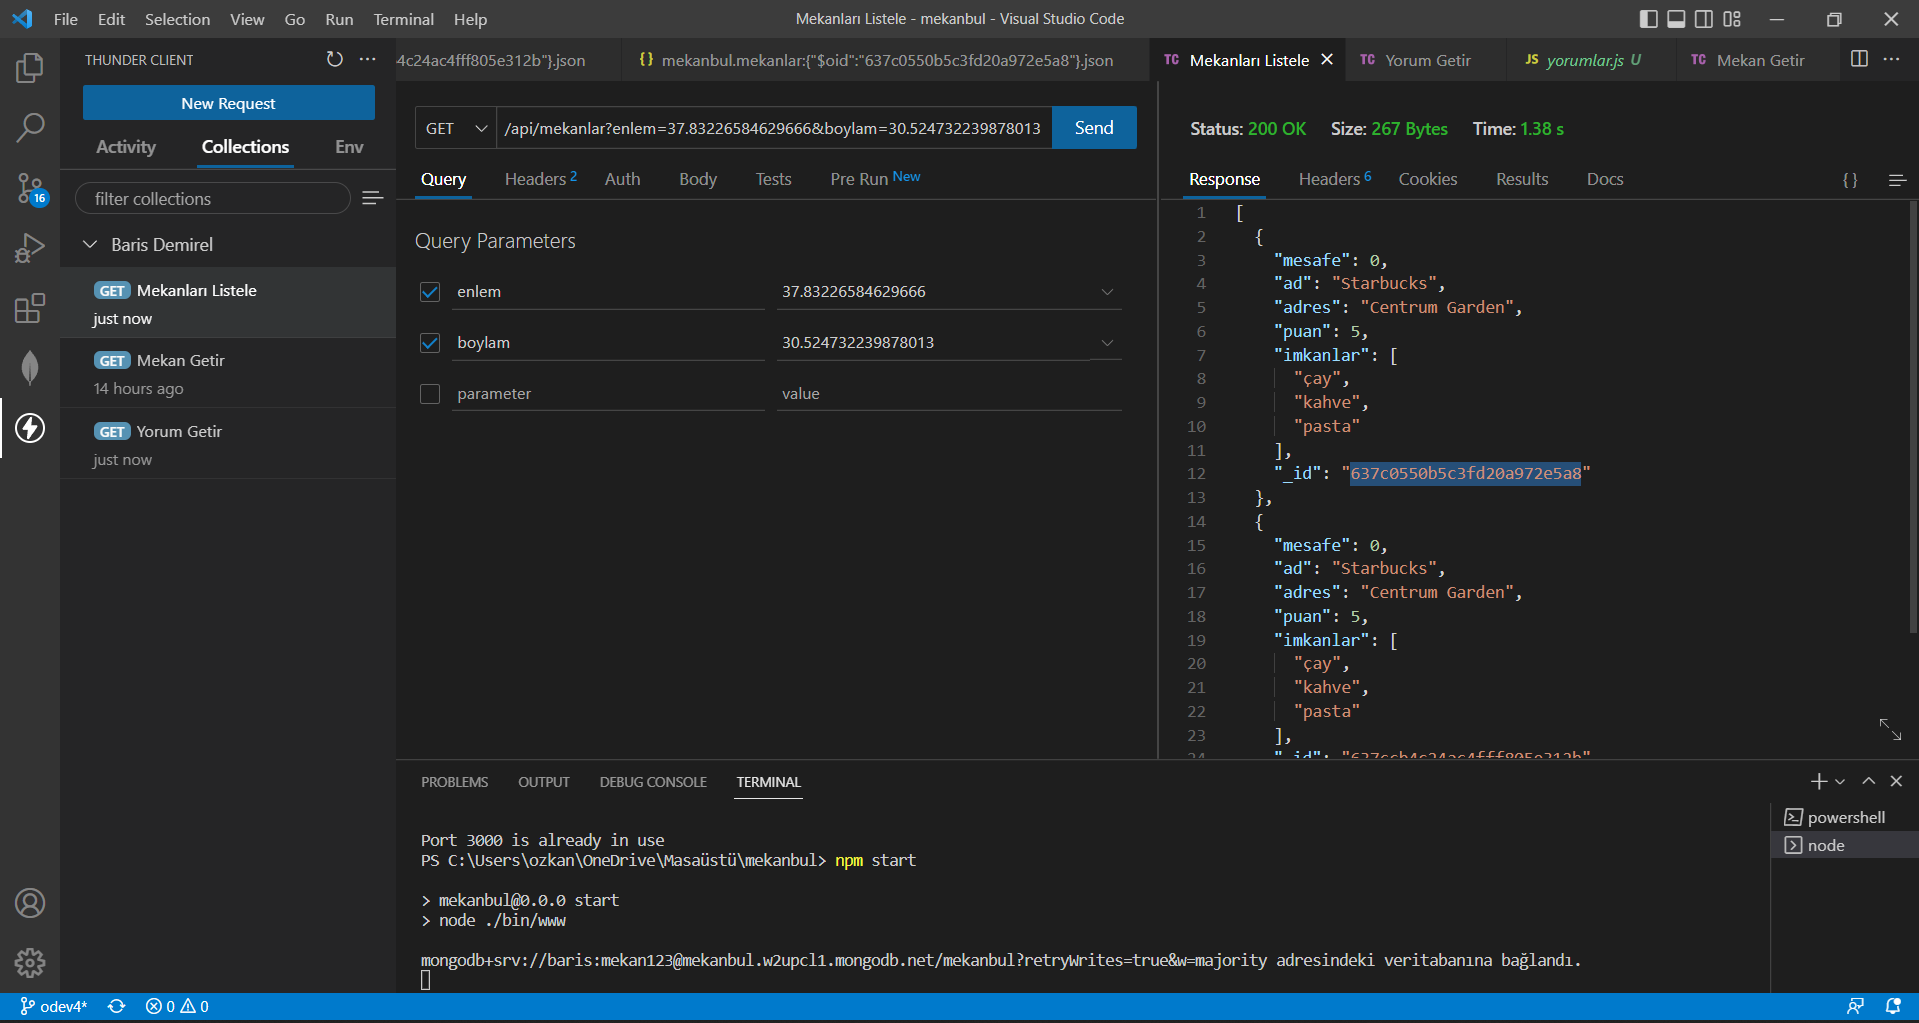 File Edit Selection View Go Run Terminal Help
Mekanları Listele - mekanbul - Visual Studio Code
THUNDER CLIENT
New Request
Activity Collections Env
filter collections
Baris Demirel
GET Mekanları Listele
just now
GET Mekan Getir
14 hours ago
GET Yorum Getir
just now
16
4c24ac4fff805e312b"}.json
{} mekanbul.mekanlar:{"$oid":"637c0550b5c3fd20a972e5a8"}.json
TC Mekanları Listele
TC Yorum Getir
JS yorumlar.js U
TC Mekan Getir
GET /api/mekanlar?enlem=37.83226584629666&boylam=30.524732239878013 Send
Query Headers 2 Auth Body Tests Pre Run New
Query Parameters
enlem 37.83226584629666
boylam 30.524732239878013
parameter value
Status: 200 OK Size: 267 Bytes Time: 1.38 s
Response Headers 6 Cookies Results Docs {}
1 [
2 {
3 "mesafe": 0,
4 "ad": "Starbucks",
5 "adres": "Centrum Garden",
6 "puan": 5,
7 "imkanlar": [
8 "çay",
9 "kahve",
10 "pasta"
11 ],
12 "_id": "637c0550b5c3fd20a972e5a8"
13 },
14 {
15 "mesafe": 0,
16 "ad": "Starbucks",
17 "adres": "Centrum Garden",
18 "puan": 5,
19 "imkanlar": [
20 "çay",
21 "kahve",
22 "pasta"
23 ],
24 "_id": "637ccb4c24ac4fff805e312b"
PROBLEMS OUTPUT DEBUG CONSOLE TERMINAL
Port 3000 is already in use
PS C:\Users\ozkan\OneDrive\Masaüstü\mekanbul> npm start
> mekanbul@0.0.0 start
> node ./bin/www
mongodb+srv://baris:mekan123@mekanbul.w2upcl1.mongodb.net/mekanbul?retryWrites=true&w=majority adresindeki veritabanına bağlandı.
powershell
node
odev4* 0 0